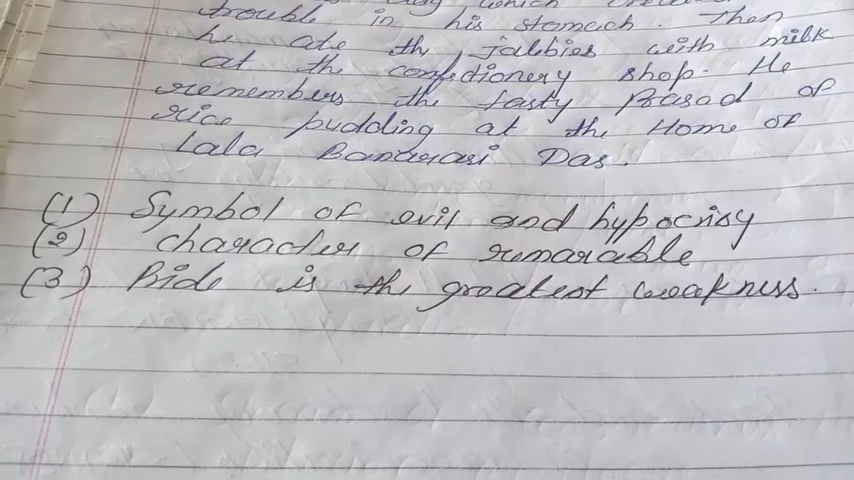 which
trouble in his stomach. Then
he ate the jalebies with milk
at the confectionery shop. He
remembers the tasty Prasad of
rice pudding at the Home of
Lala Banarasi Das.
(1) Symbol of evil and hypocrisy
(2) character of remarable
(3) Pride is the greatest weakness.